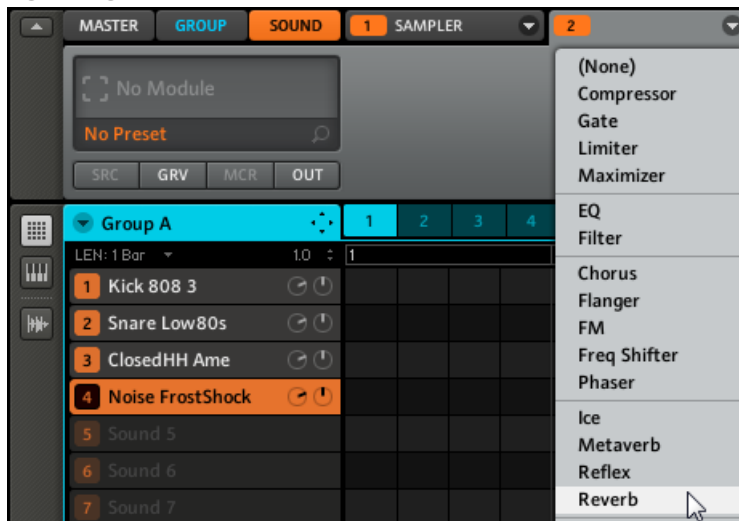 MASTER GROUP SOUND 1 SAMPLER 2
No Module
No Preset
SRC GRV MCR OUT
(None)
Compressor
Gate
Limiter
Maximizer
EQ
Filter
Chorus
Flanger
FM
Freq Shifter
Phaser
Ice
Metaverb
Reflex
Reverb
Group A 1 2 3 4
LEN: 1 Bar 1.0 1
1 Kick 808 3
2 Snare Low80s
3 ClosedHH Ame
4 Noise FrostShock
5 Sound 5
6 Sound 6
7 Sound 7